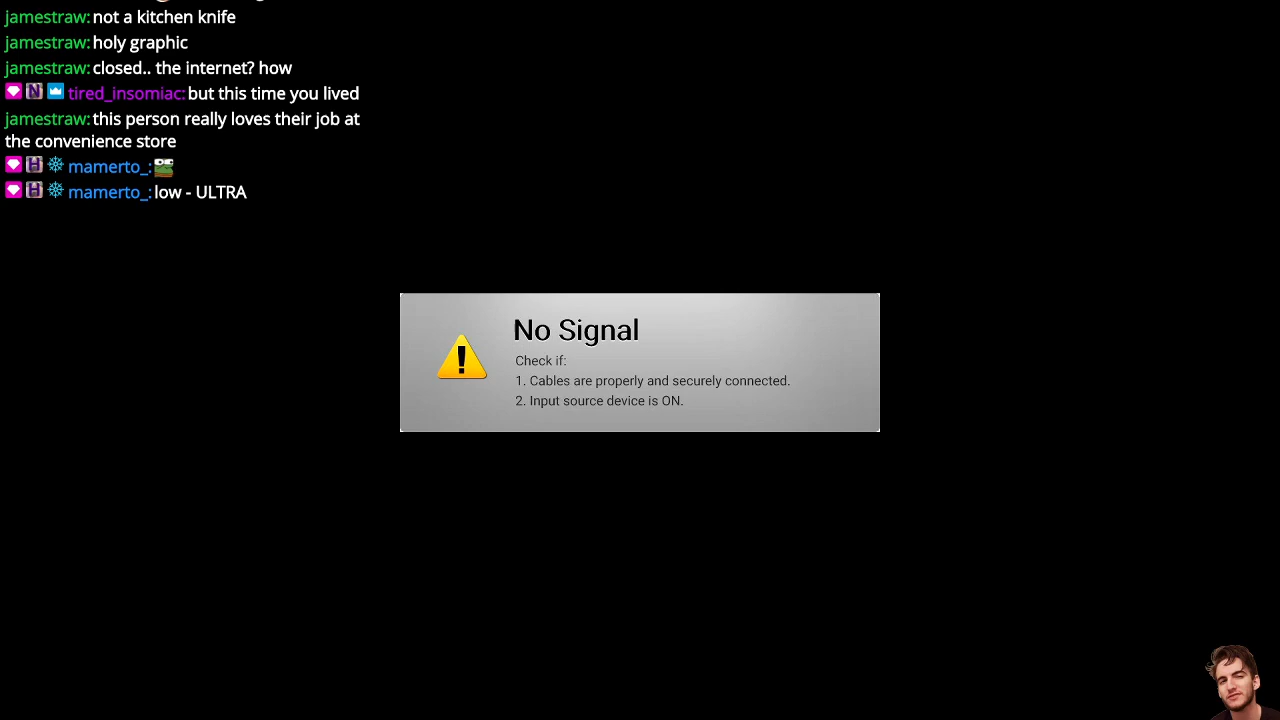 jamestraw: not a kitchen knife
jamestraw: holy graphic
jamestraw: closed.. the internet? how
N tired_insomiac: but this time you lived
jamestraw: this person really loves their job at
the convenience store
H mamerto_:
H mamerto_: low - ULTRA
No Signal
Check if:
1. Cables are properly and securely connected.
2. Input source device is ON.